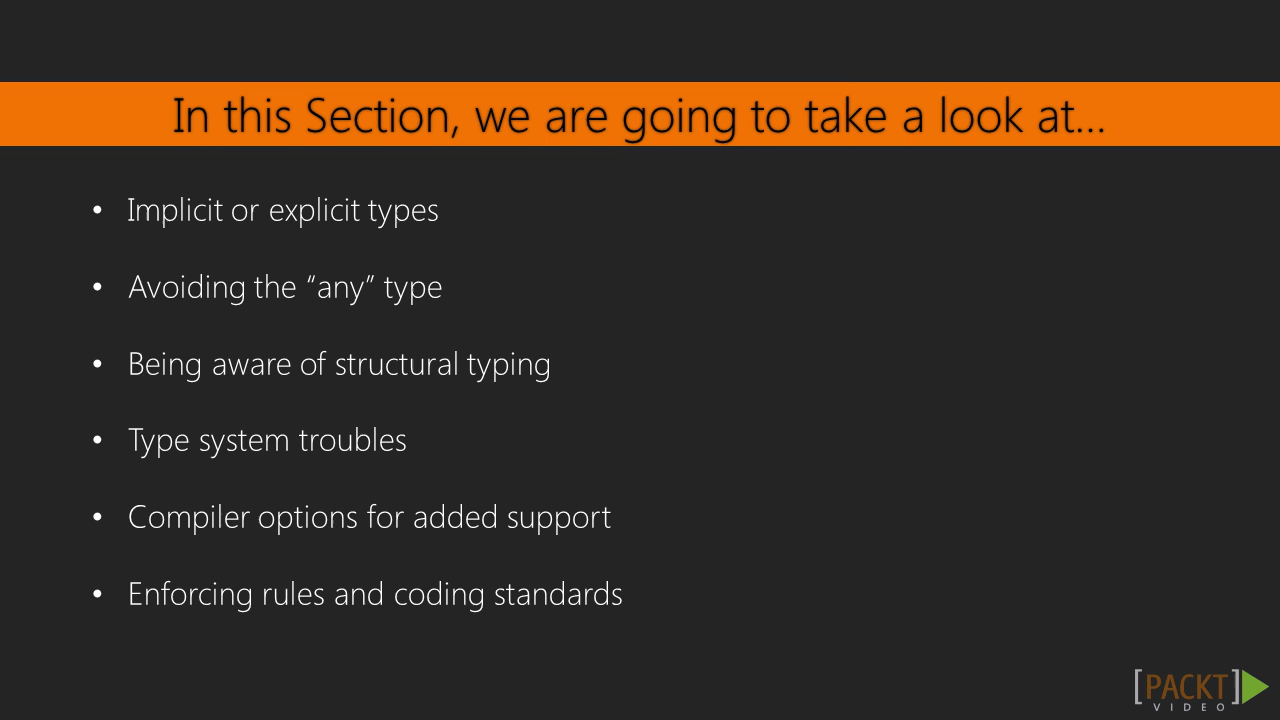 In this Section, we are going to take a look at...
• Implicit or explicit types
• Avoiding the “any” type
• Being aware of structural typing
• Type system troubles
• Compiler options for added support
• Enforcing rules and coding standards
[PACKT]
VIDEO